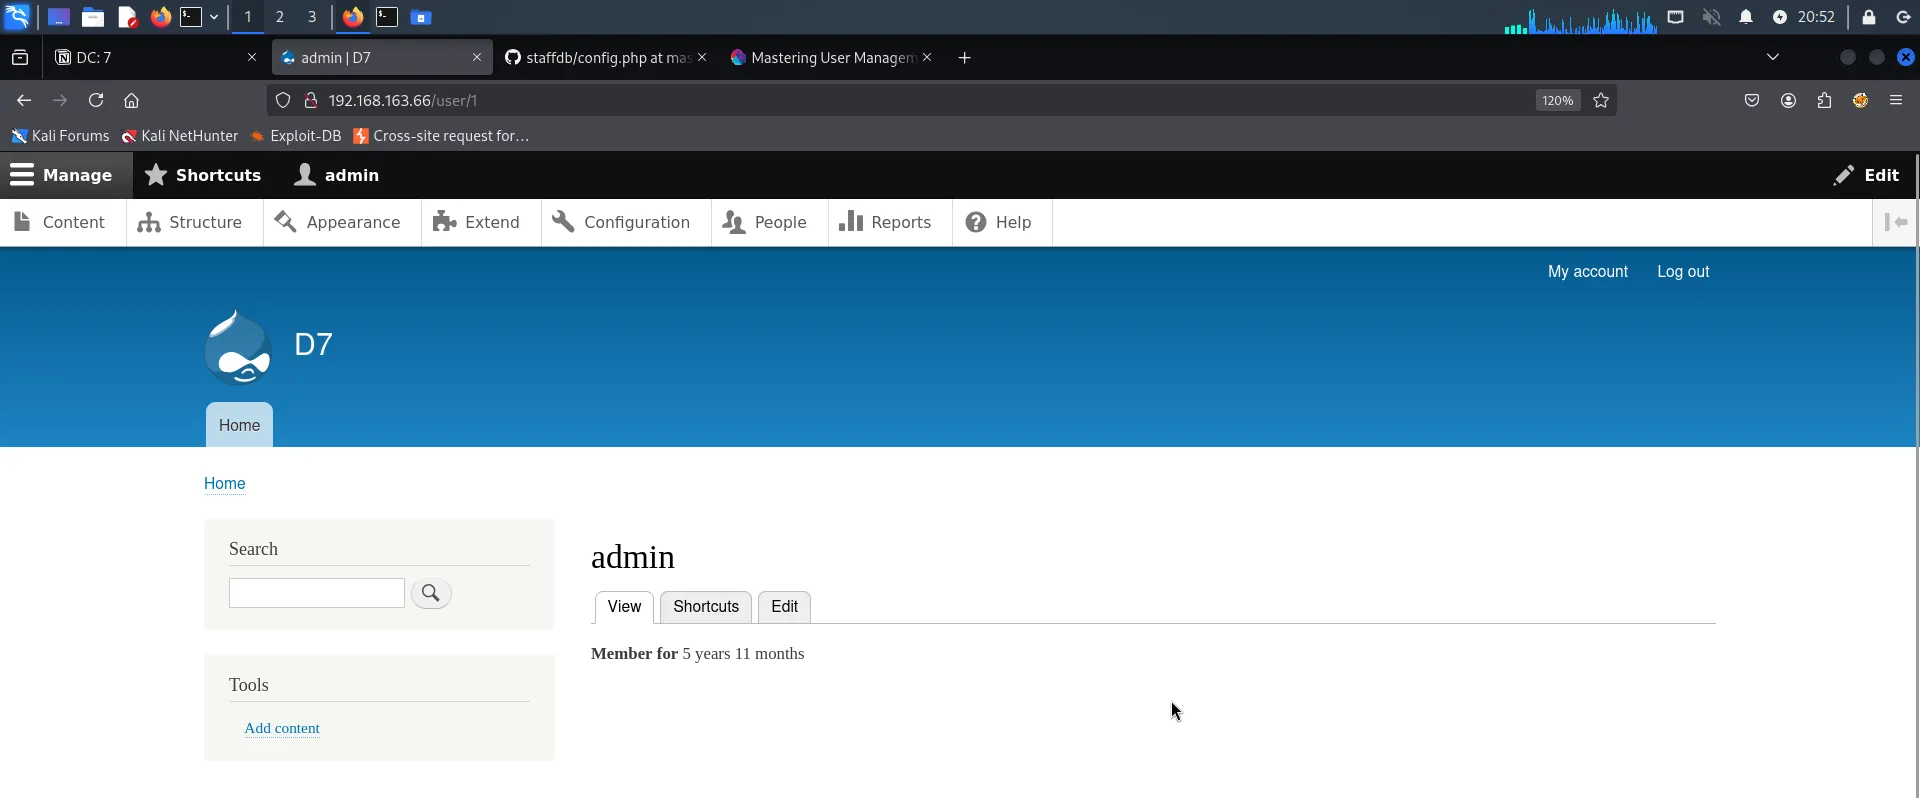 1 2 3 20:52
DC: 7 admin | D7 staffdb/config.php at mas Mastering User Managem
192.168.163.66/user/1 120%
Kali Forums Kali NetHunter Exploit-DB Cross-site request for…
Manage Shortcuts admin Edit
Content Structure Appearance Extend Configuration People Reports Help
My account Log out
D7
Home
Home
Search
admin
View Shortcuts Edit
Member for 5 years 11 months
Tools
Add content